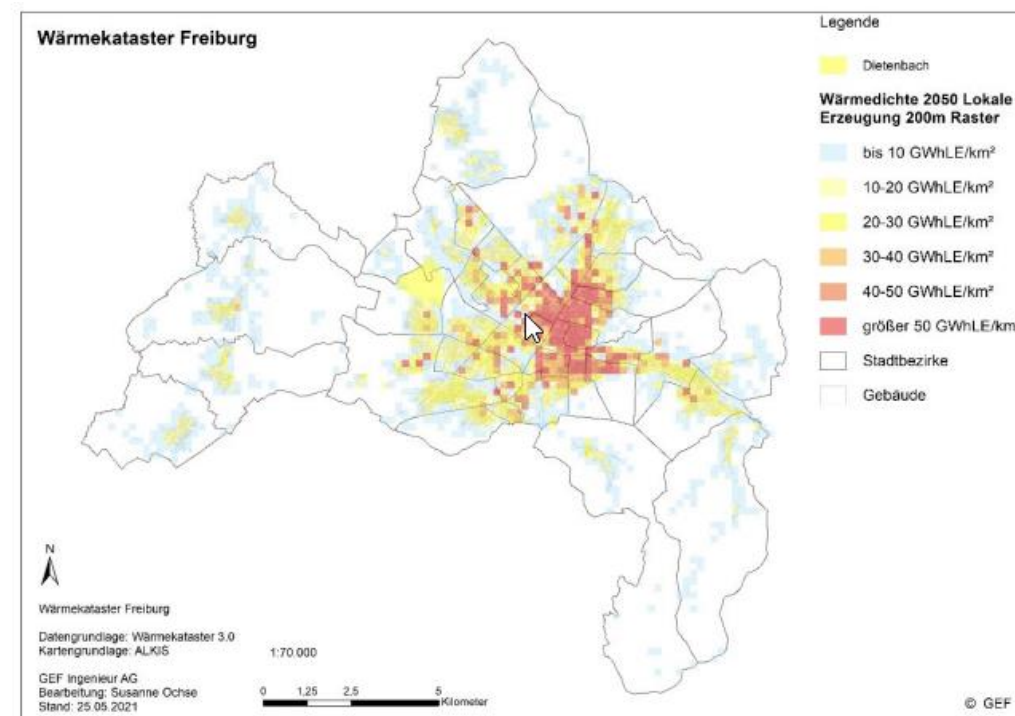 Wärmekataster Freiburg
Legende
Dietenbach
Wärmedichte 2050 Lokale
Erzeugung 200m Raster
bis 10 GWhLE/km²
10-20 GWhLE/km²
20-30 GWhLE/km²
30-40 GWhLE/km²
40-50 GWhLE/km²
größer 50 GWhLE/km
Stadtbezirke
Gebäude
N
Wärmekataster Freiburg
Datengrundlage: Wärmekataster 3.0
Kartengrundlage: ALKIS
1:70.000
GEF Ingenieur AG
Bearbeitung: Susanne Ochse
Stand: 25.05.2021
0 1,25 2,5 5
Kilometer
© GEF